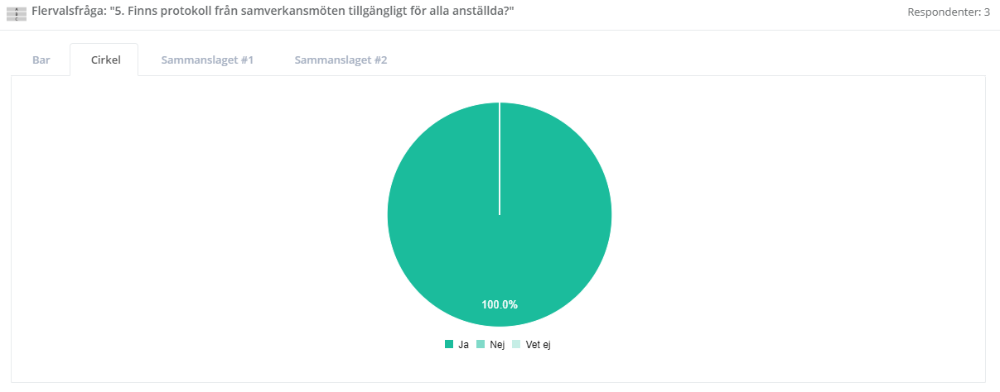 Flervalsfråga: "5. Finns protokoll från samverkansmöten tillgängligt för alla anställda?"
Respondenter: 3
Bar
Cirkel
Sammanslaget #1
Sammanslaget #2
100.0%
Ja
Nej
Vet ej